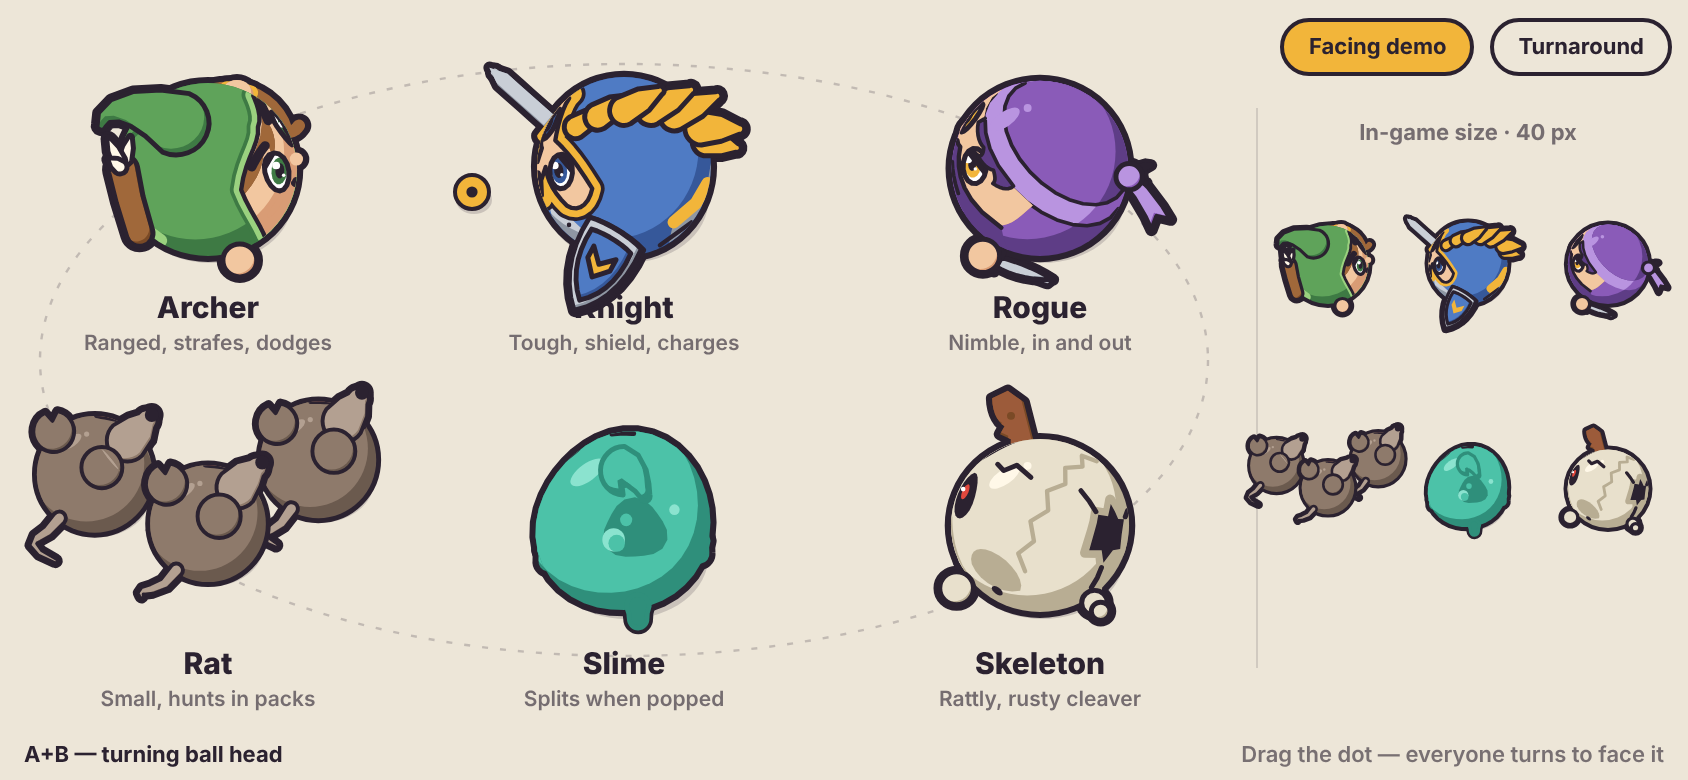 Facing demo
Turnaround
In-game size · 40 px
Archer
Knight
Rogue
Ranged, strafes, dodges
Tough, shield, charges
Nimble, in and out
Rat
Slime
Skeleton
Small, hunts in packs
Splits when popped
Rattly, rusty cleaver
A+B — turning ball head
Drag the dot — everyone turns to face it